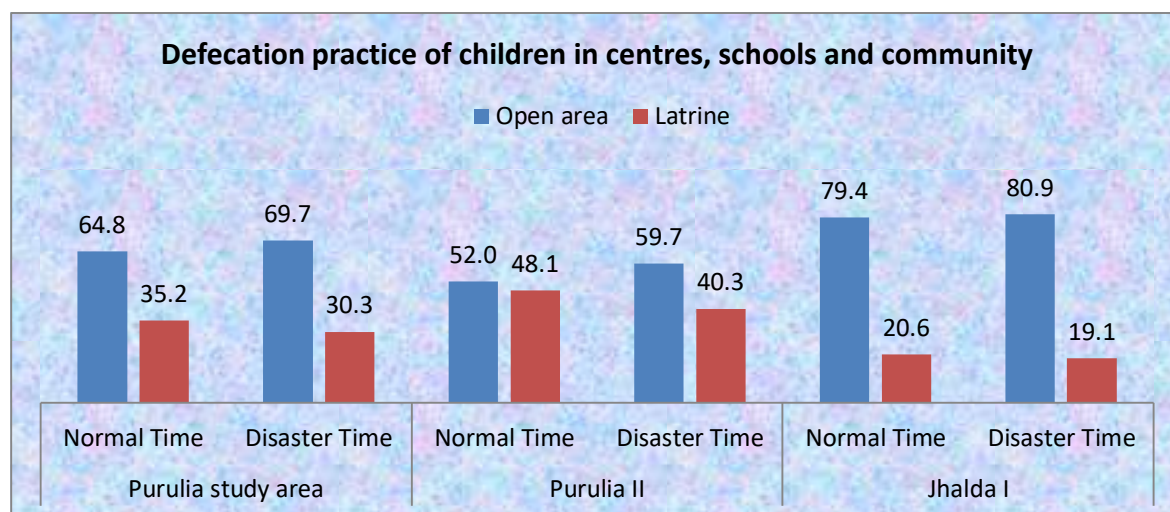 Defecation practice of children in centres, schools and community
Open area Latrine
64.8 35.2 69.7 30.3 52.0 48.1 59.7 40.3 79.4 20.6 80.9 19.1
Normal Time Disaster Time Normal Time Disaster Time Normal Time Disaster Time
Purulia study area Purulia II Jhalda I